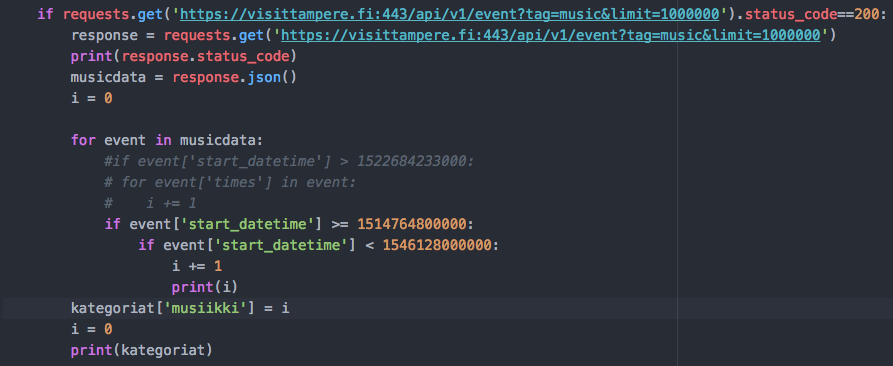 if requests.get('https://visittampere.fi:443/api/v1/event?tag=music&limit=1000000').status_code==200:
    response = requests.get('https://visittampere.fi:443/api/v1/event?tag=music&limit=1000000')
    print(response.status_code)
    musicdata = response.json()
    i = 0

    for event in musicdata:
        #if event['start_datetime'] > 1522684233000:
        # for event['times'] in event:
        #    i += 1
        if event['start_datetime'] >= 1514764800000:
            if event['start_datetime'] < 1546128000000:
                i += 1
                print(i)
    kategoriat['musiikki'] = i
    i = 0
    print(kategoriat)